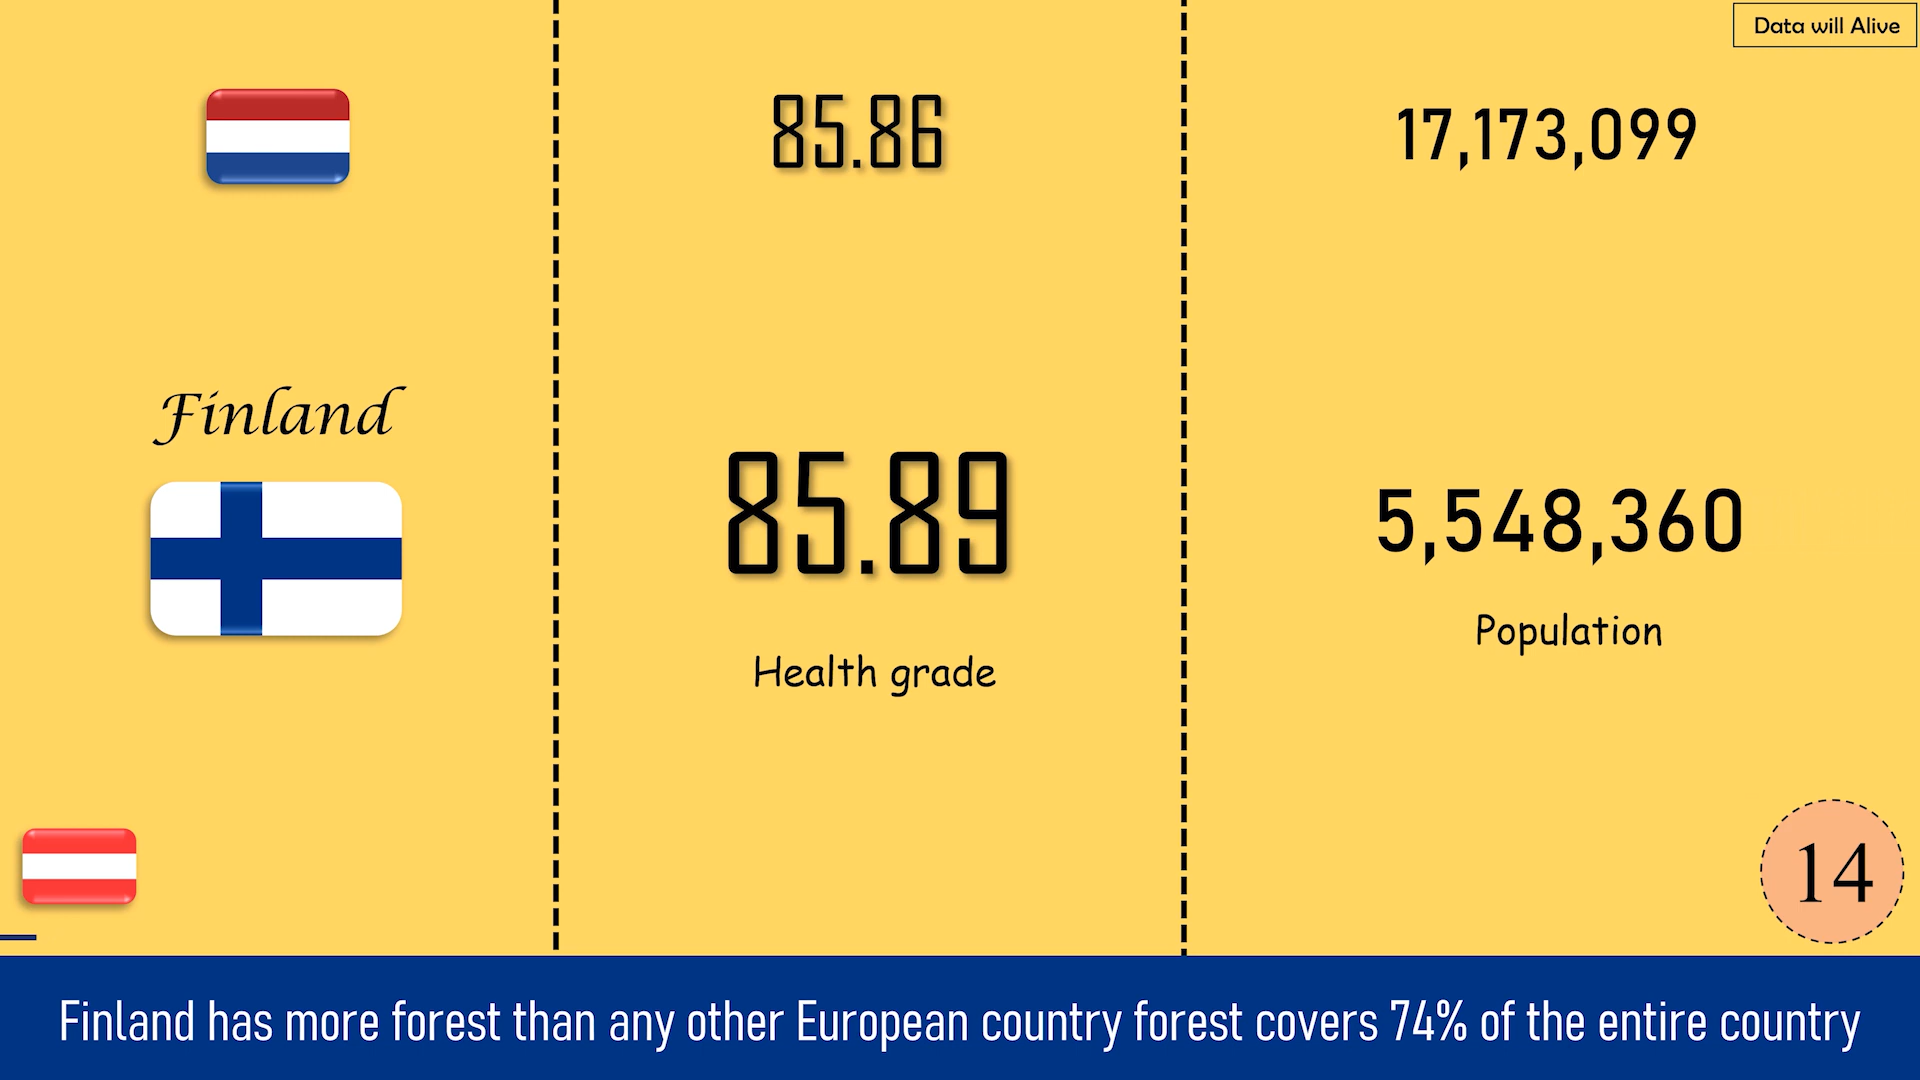 Data will Alive
85.86
17,173,099
Finland
85.89
5,548,360
Population
Health grade
14
Finland has more forest than any other European country forest covers 74% of the entire country